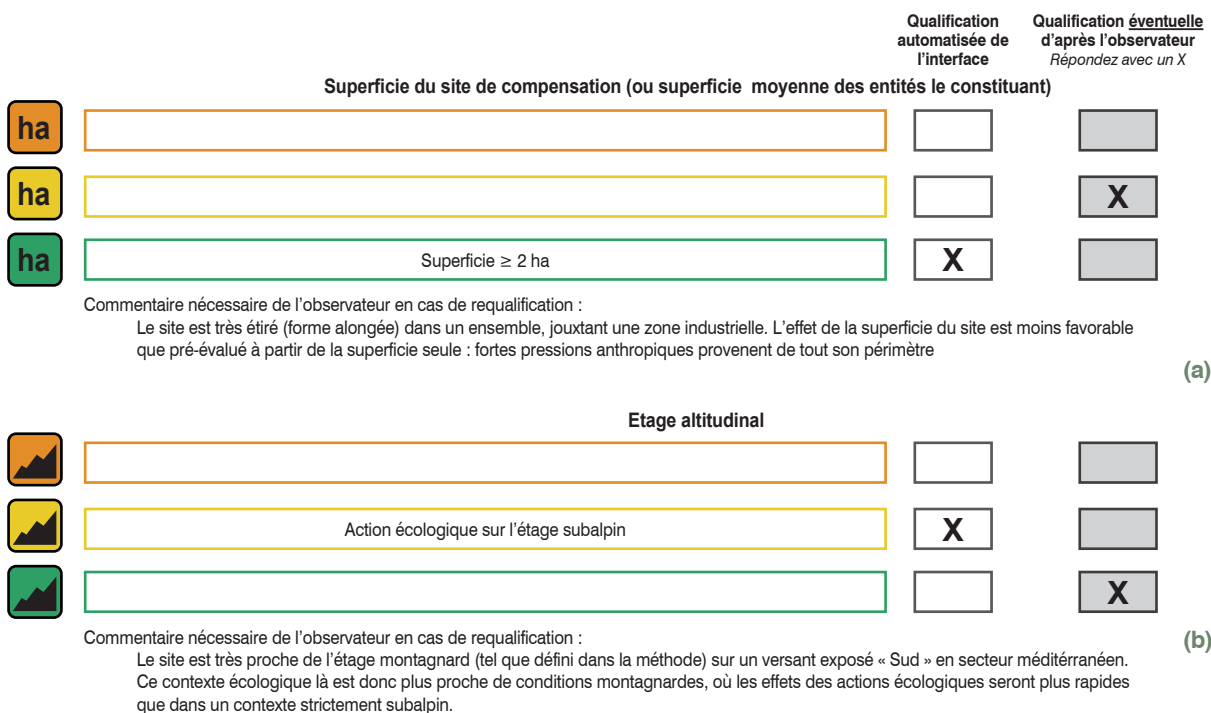 Qualification automatisée de l'interface
Qualification éventuelle d'après l'observateur
Répondez avec un X
Superficie du site de compensation (ou superficie moyenne des entités le constituant)
ha
ha
X
ha
Superficie ≥ 2 ha
X
Commentaire nécessaire de l'observateur en cas de requalification :
Le site est très étiré (forme alongée) dans un ensemble, jouxtant une zone industrielle. L'effet de la superficie du site est moins favorable
que pré-évalué à partir de la superficie seule : fortes pressions anthropiques provenent de tout son périmètre
(a)
Etage altitudinal
Action écologique sur l'étage subalpin
X
X
Commentaire nécessaire de l'observateur en cas de requalification :
(b)
Le site est très proche de l'étage montagnard (tel que défini dans la méthode) sur un versant exposé « Sud » en secteur méditérranéen.
Ce contexte écologique là est donc plus proche de conditions montagnardes, où les effets des actions écologiques seront plus rapides
que dans un contexte strictement subalpin.